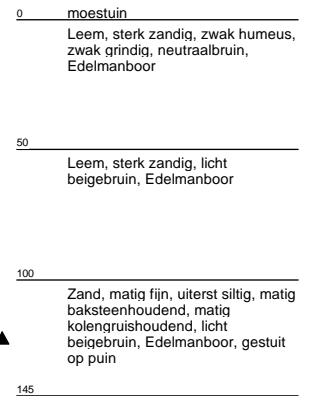 0 moestuin
Leem, sterk zandig, zwak humeus,
zwak grindig, neutraalbruin,
Edelmanboor
50
Leem, sterk zandig, licht
beigebruin, Edelmanboor
100
Zand, matig fijn, uiterst siltig, matig
baksteenhoudend, matig
kolengruishoudend, licht
beigebruin, Edelmanboor, gestuit
op puin
145